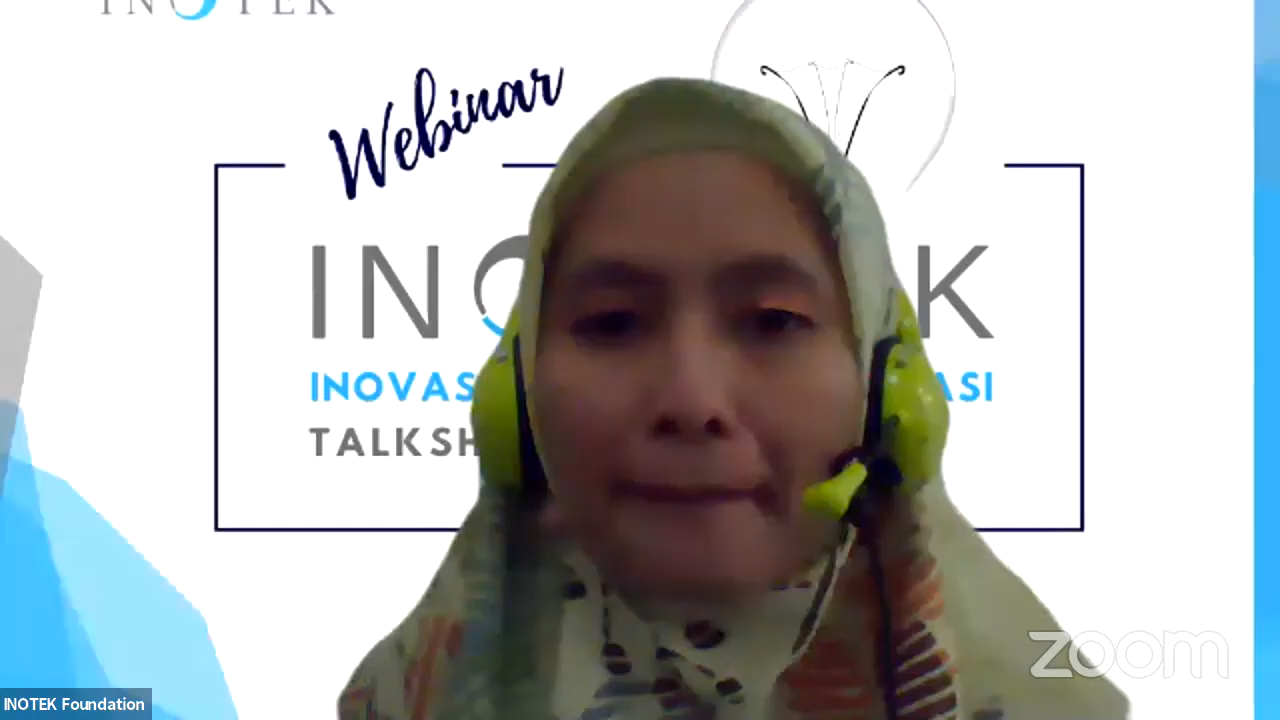 INOTEK
Webinar
IN K
INOVAS ASI
TALKSH
zoom
INOTEK Foundation